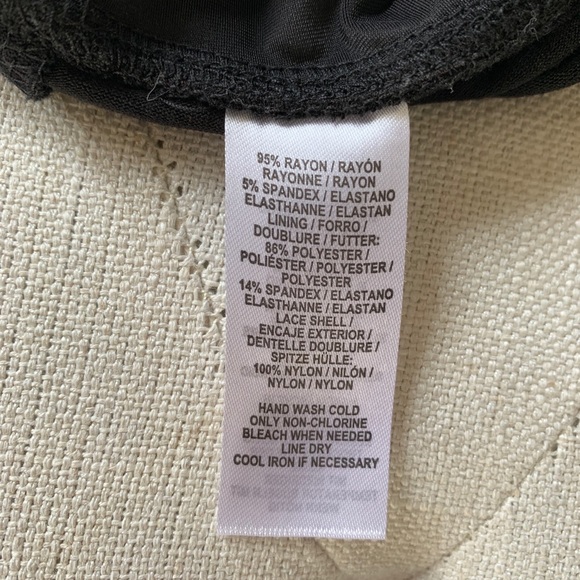 95% RAYON / RAYÓN
RAYONNE / RAYON
5% SPANDEX / ELASTANO
ELASTHANNE / ELASTAN
LINING / FORRO /
DOUBLURE / FUTTER:
86% POLYESTER /
POLIÉSTER / POLYESTER /
POLYESTER
14% SPANDEX / ELASTANO
ELASTHANNE / ELASTAN
LACE SHELL /
ENCAJE EXTERIOR /
DENTELLE DOUBLURE /
SPITZE HÜLLE:
100% NYLON / NILÓN /
NYLON / NYLON
HAND WASH COLD
ONLY NON-CHLORINE
BLEACH WHEN NEEDED
LINE DRY
COOL IRON IF NECESSARY